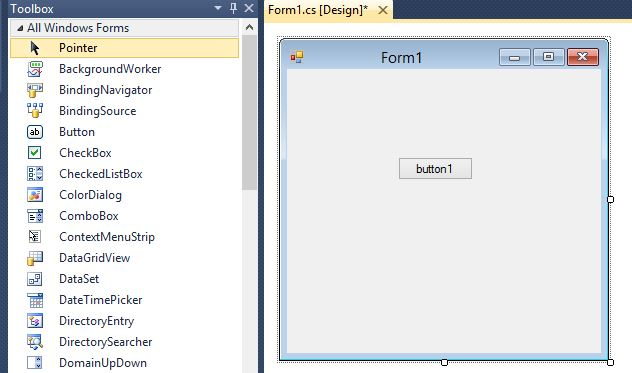 Toolbox
All Windows Forms
Pointer
BackgroundWorker
BindingNavigator
BindingSource
Button
CheckBox
CheckedListBox
ColorDialog
ComboBox
ContextMenuStrip
DataGridView
DataSet
DateTimePicker
DirectoryEntry
DirectorySearcher
DomainUpDown
Form1.cs [Design]*
Form1
button1